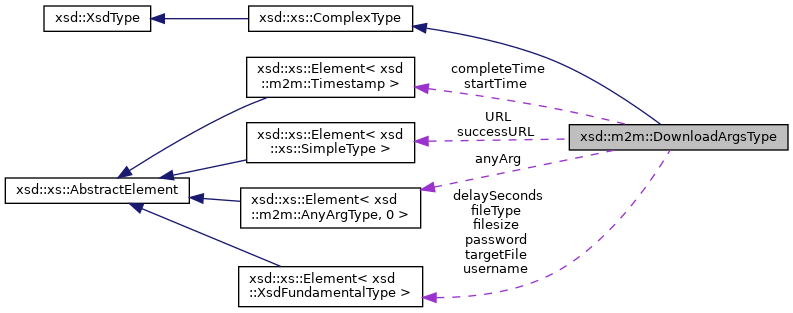 xsd::XsdType
xsd::xs::ComplexType
xsd::xs::Element< xsd
::m2m::Timestamp >
completeTime
startTime
xsd::xs::Element< xsd
::xs::SimpleType >
URL
successURL
xsd::m2m::DownloadArgsType
anyArg
xsd::xs::AbstractElement
xsd::xs::Element< xsd
::m2m::AnyArgType, 0 >
delaySeconds
fileType
filesize
password
targetFile
username
xsd::xs::Element< xsd
::XsdFundamentalType >